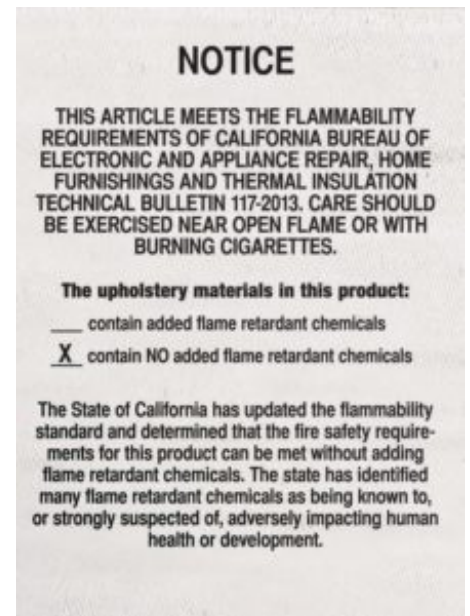 NOTICE
THIS ARTICLE MEETS THE FLAMMABILITY
REQUIREMENTS OF CALIFORNIA BUREAU OF
ELECTRONIC AND APPLIANCE REPAIR, HOME
FURNISHINGS AND THERMAL INSULATION
TECHNICAL BULLETIN 117-2013. CARE SHOULD
BE EXERCISED NEAR OPEN FLAME OR WITH
BURNING CIGARETTES.
The upholstery materials in this product:
___ contain added flame retardant chemicals
_X_ contain NO added flame retardant chemicals
The State of California has updated the flammability
standard and determined that the fire safety require-
ments for this product can be met without adding
flame retardant chemicals. The state has identified
many flame retardant chemicals as being known to,
or strongly suspected of, adversely impacting human
health or development.